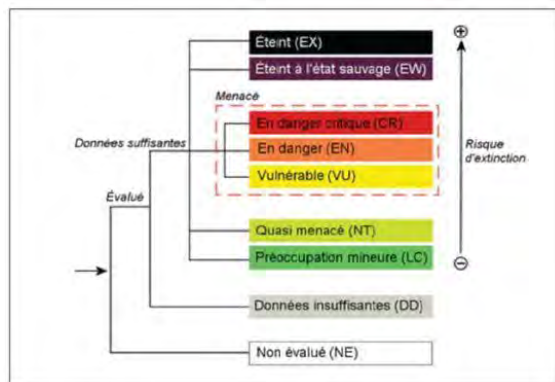 Éteint (EX)
Éteint à l'état sauvage (EW)
Menacé
En danger critique (CR)
Données suffisantes
En danger (EN)
Risque
d'extinction
Vulnérable (VU)
Évalué
Quasi menacé (NT)
Préoccupation mineure (LC)
Données insuffisantes (DD)
Non évalué (NE)